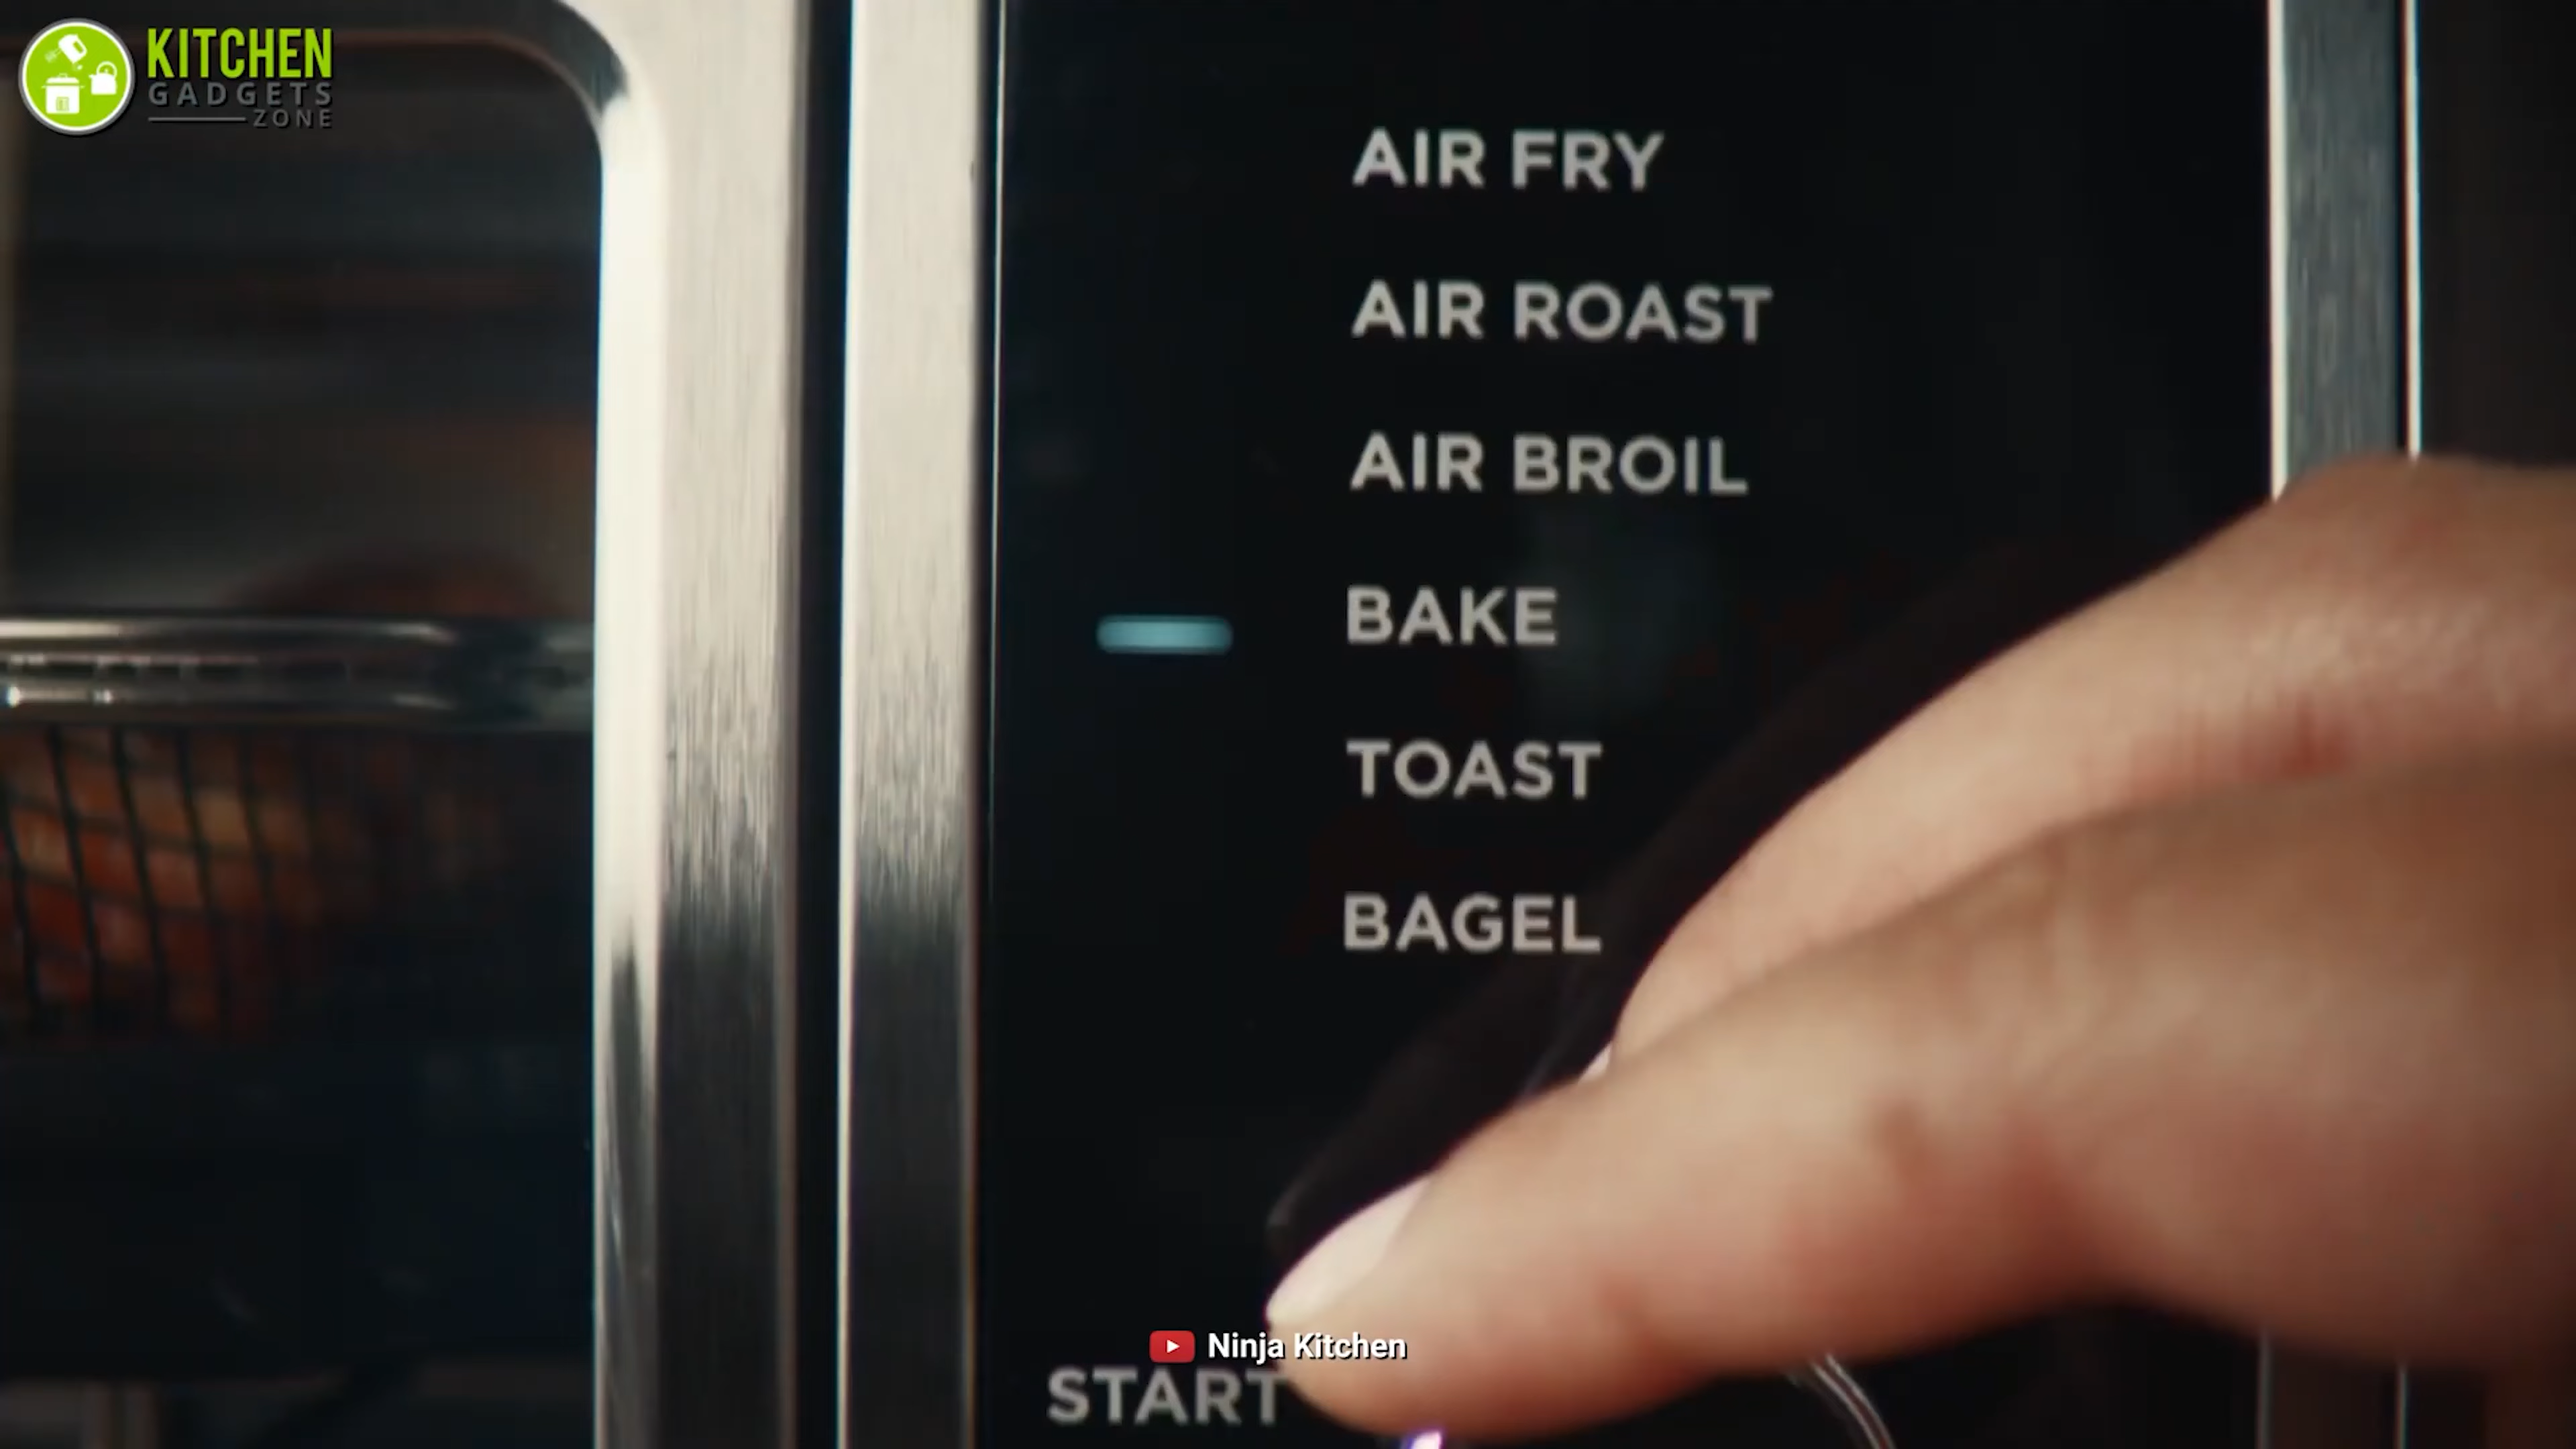 KITCHEN
GADGETS
ZONE
AIR FRY
AIR ROAST
AIR BROIL
BAKE
TOAST
BAGEL
Ninja Kitchen
START